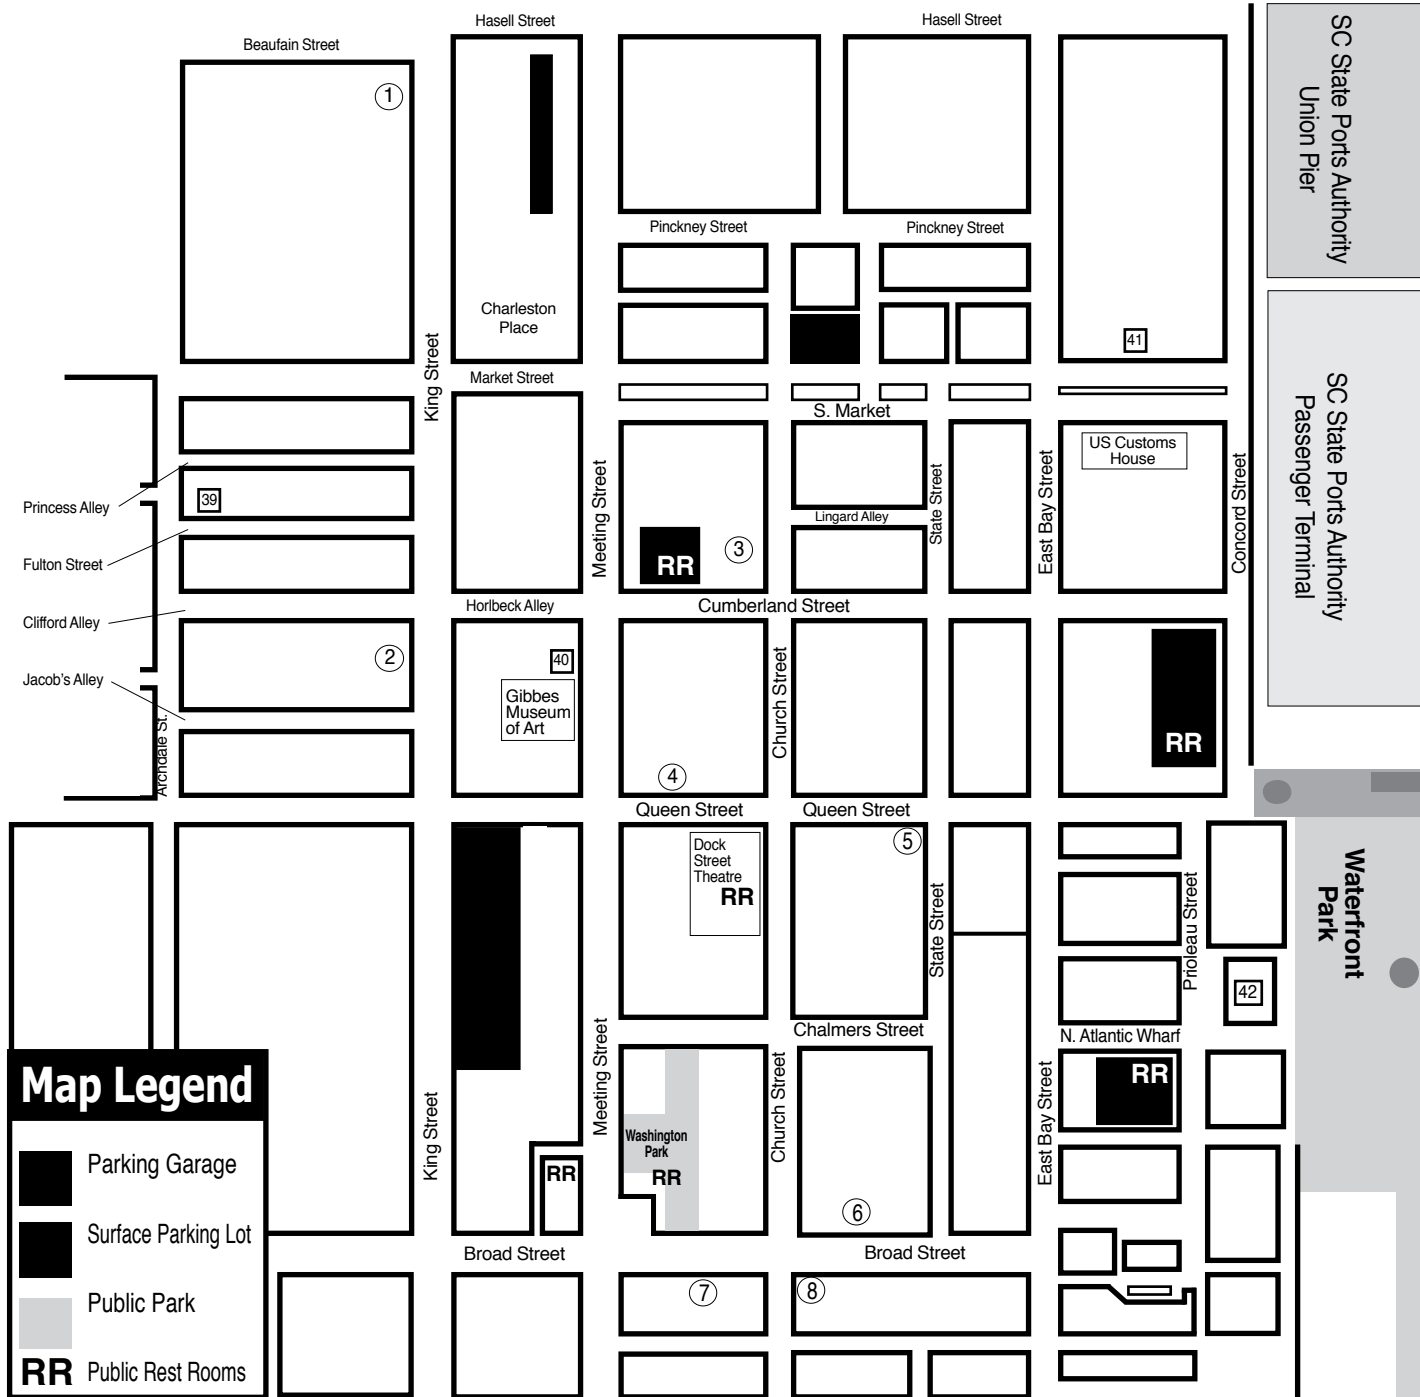 Hasell Street
Hasell Street
Beaufain Street
SC State Ports Authority
Union Pier
1
Pinckney Street
Pinckney Street
Charleston
Place
41
King Street
Market Street
SC State Ports Authority
Passenger Terminal
S. Market
US Customs
House
Meeting Street
State Street
East Bay Street
Concord Street
39
Princess Alley
Lingard Alley
3
RR
Fulton Street
Horlbeck Alley
Cumberland Street
Clifford Alley
2
40
Church Street
Jacob's Alley
Gibbes
Museum
of Art
Archdale St.
RR
4
Queen Street
Queen Street
5
Dock
Street
Theatre
RR
State Street
Prioleau Street
Waterfront
Park
42
Chalmers Street
N. Atlantic Wharf
Meeting Street
Church Street
East Bay Street
RR
King Street
Washington
Park
RR
RR
6
Broad Street
Broad Street
7
8
Map Legend
Parking Garage
Surface Parking Lot
Public Park
RR Public Rest Rooms